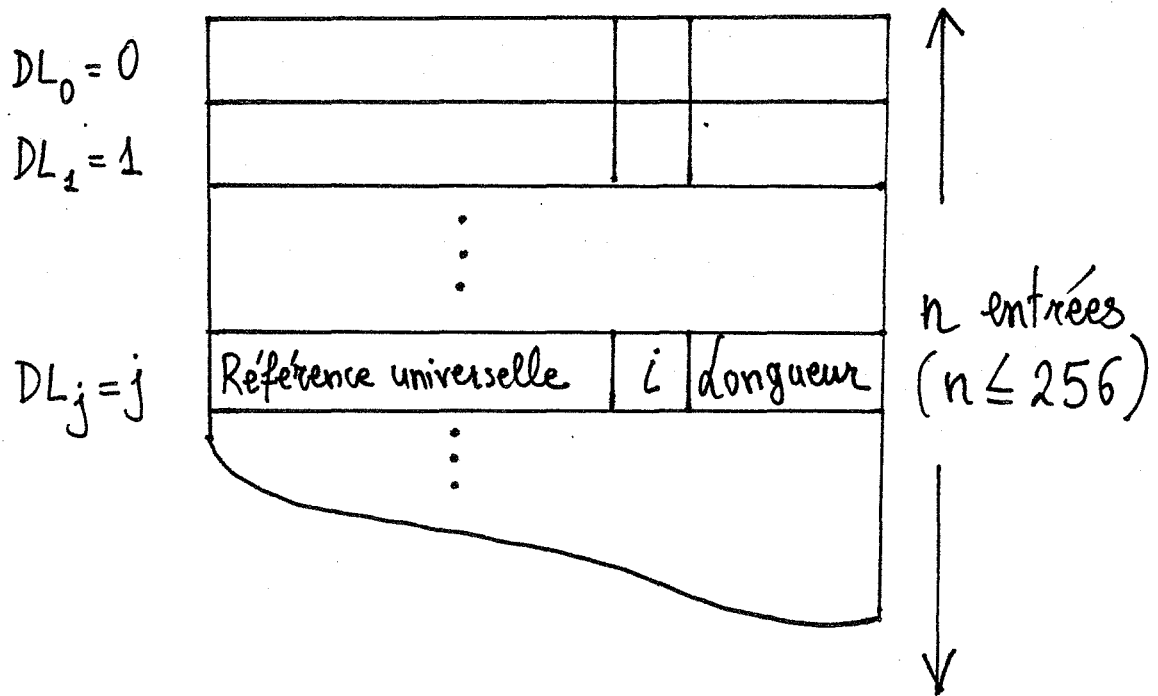 DL₀ = 0
DL₁ = 1
DLⱼ = j
Référence universelle
i
Longueur
n entrées
(n ≤ 256)